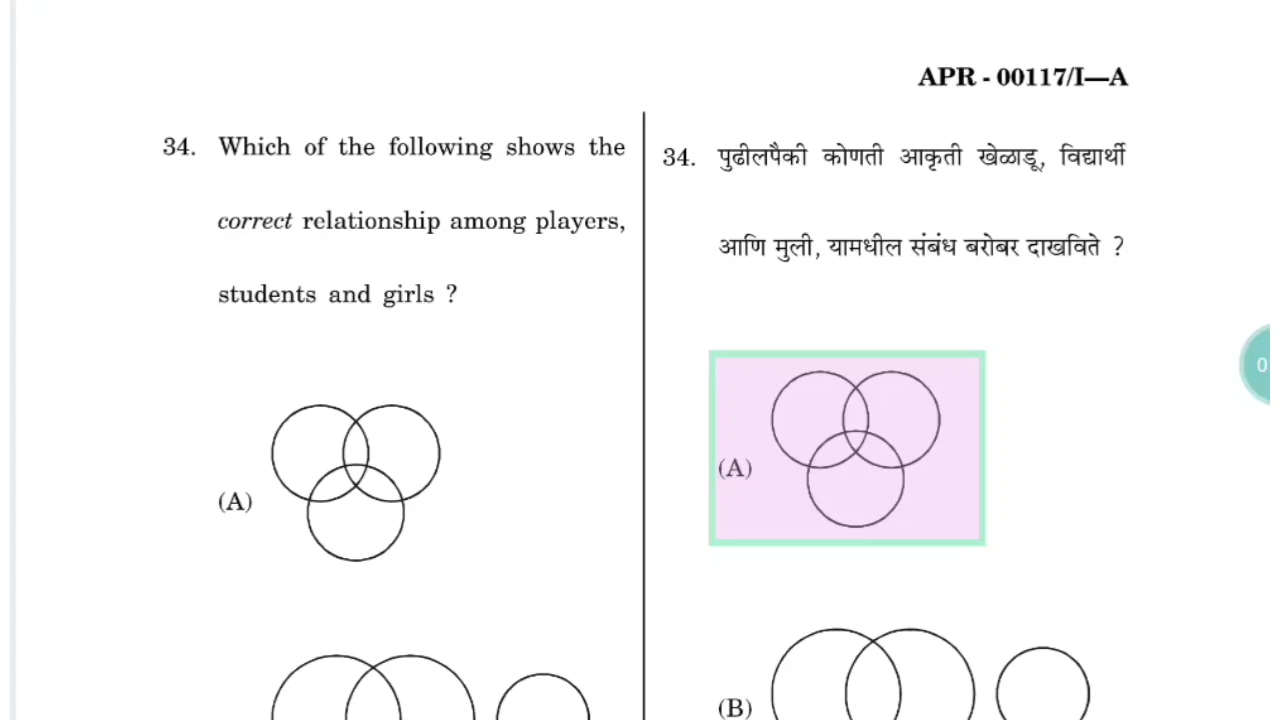 APR - 00117/I—A
34. Which of the following shows the
correct relationship among players,
students and girls ?
(A)
34. पुढीलपैकी कोणती आकृती खेळाडू, विद्यार्थी
आणि मुली, यामधील संबंध बरोबर दाखविते ?
(A)
(B)
0